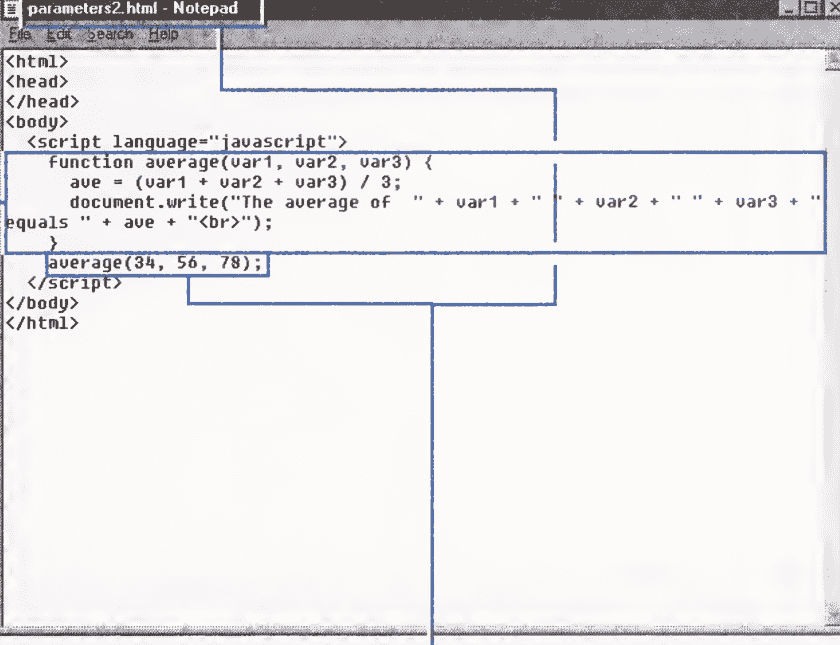 parameters2.html - Notepad
File Edit Search Help
<html>
<head>
</head>
<body>
  <script language="javascript">
    function average(var1, var2, var3) {
      ave = (var1 + var2 + var3) / 3;
      document.write("The average of  " + var1 + " " + var2 + " " + var3 + "
equals " + ave + "<br>");
    }
    average(34, 56, 78);
  </script>
</body>
</html>